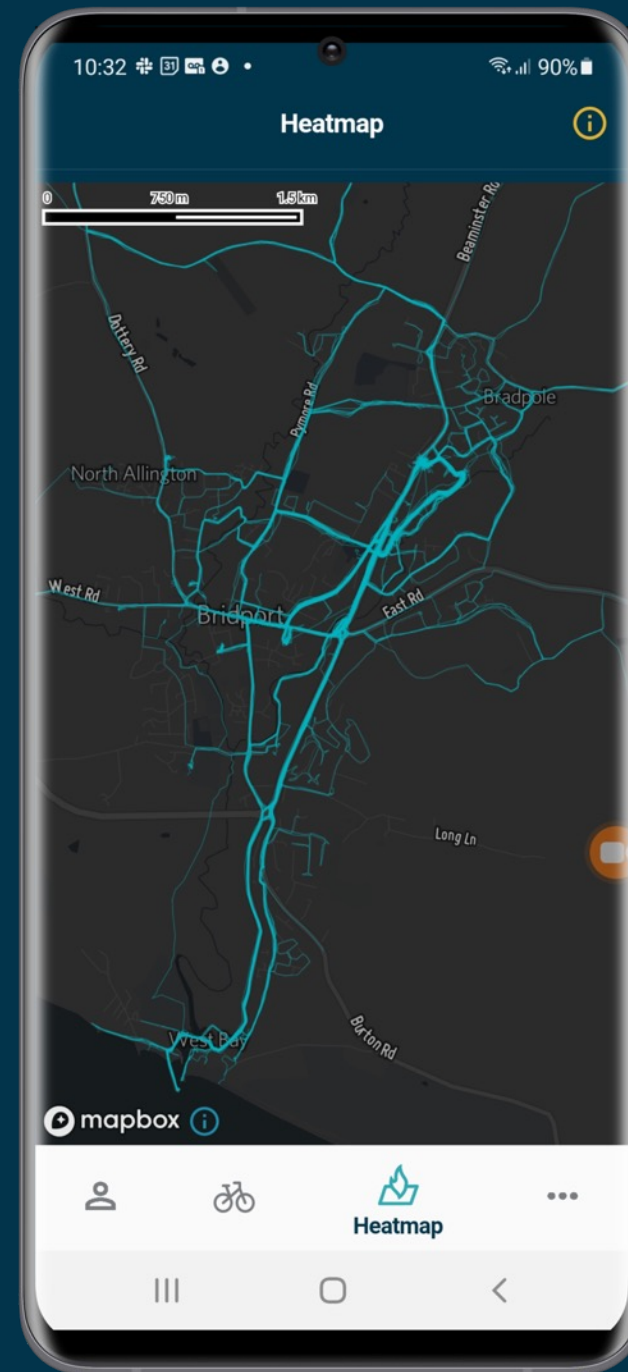 10:32 31 90%
Heatmap
0 750 m 1.5 km
Beaminster Rd
Dottery Rd
Pymore Rd
Bradpole
North Allington
West Rd
Bridport
East Rd
Long Ln
Burton Rd
West Bay
mapbox
Heatmap